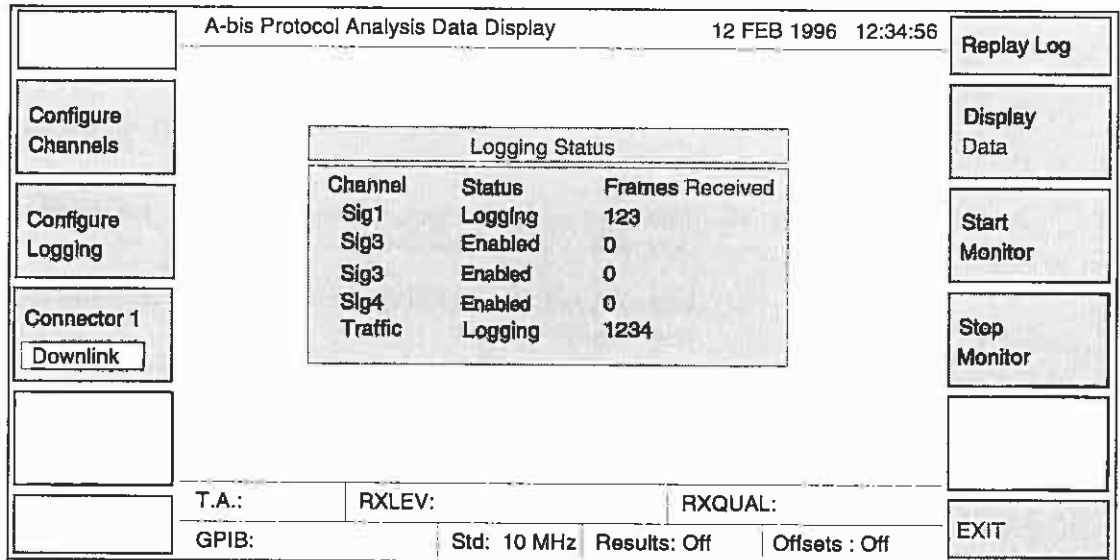 A-bis Protocol Analysis Data Display 12 FEB 1996 12:34:56
Configure
Channels
Configure
Logging
Connector 1
Downlink
Logging Status
Channel Status Frames Received
Sig1 Logging 123
Sig3 Enabled 0
Sig3 Enabled 0
Sig4 Enabled 0
Traffic Logging 1234
Replay Log
Display
Data
Start
Monitor
Stop
Monitor
EXIT
T.A.: RXLEV: RXQUAL:
GPIB: Std: 10 MHz Results: Off Offsets : Off